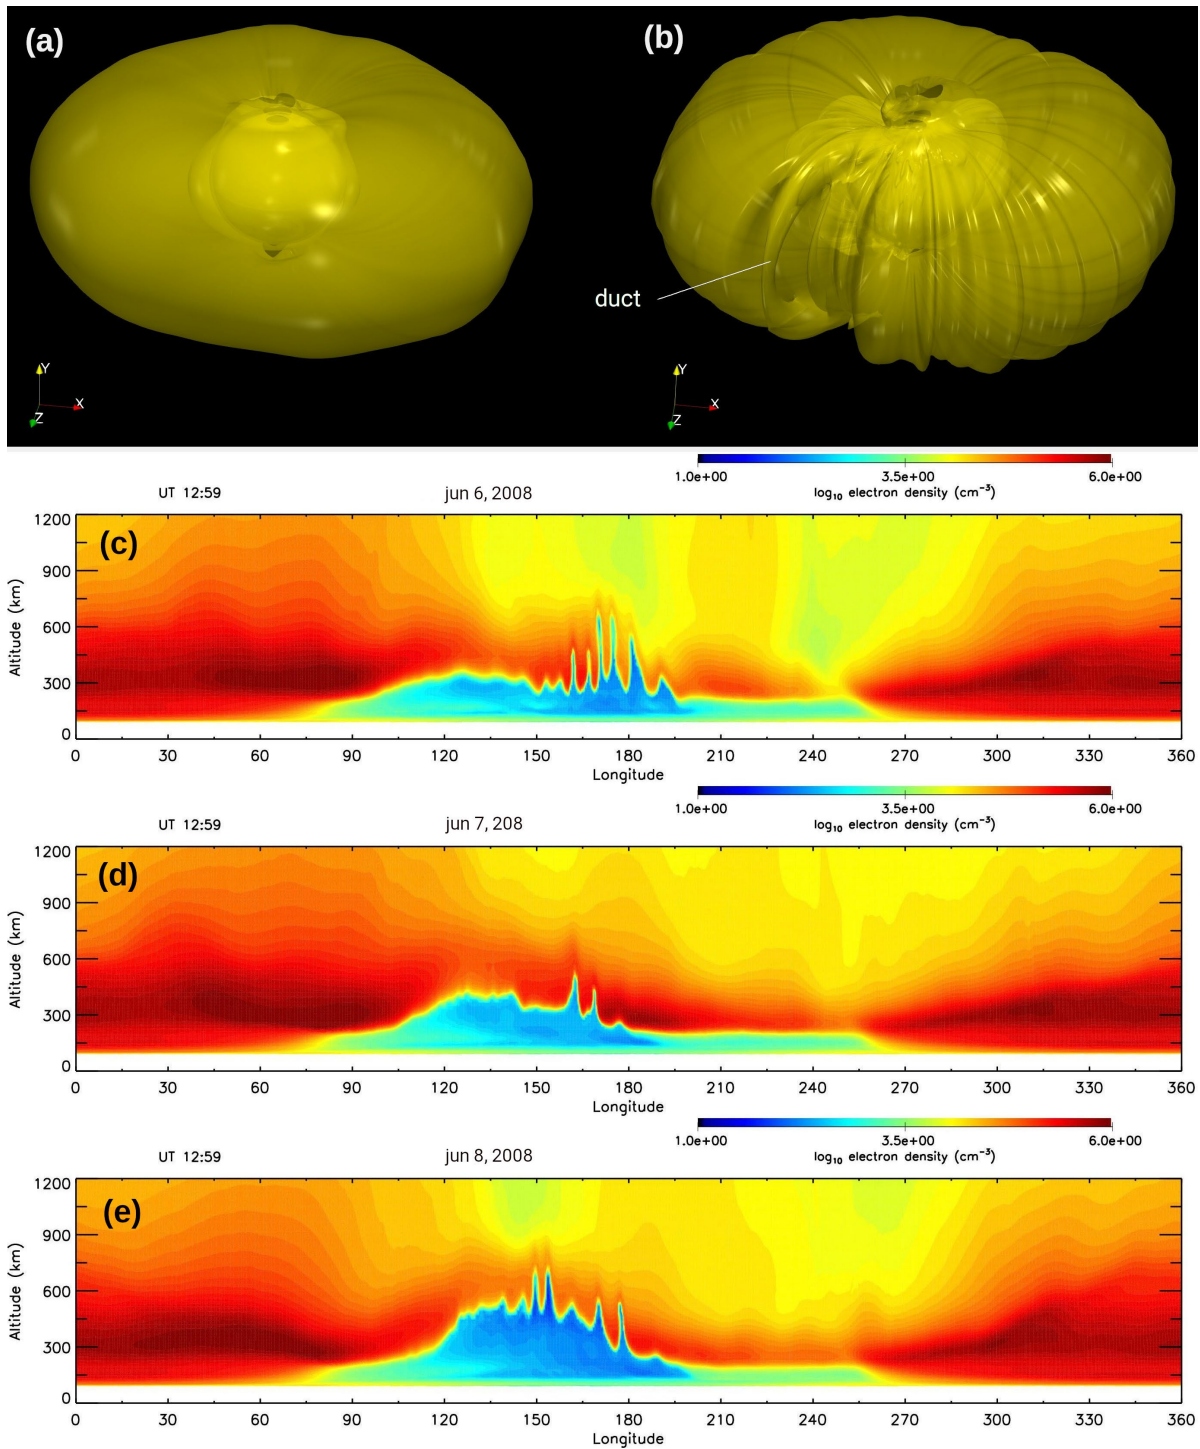 (a)
(b)
duct
Y
X
Z
Y
X
Z
1.0e+00 3.5e+00 6.0e+00
UT 12:59 jun 6, 2008 log₁₀ electron density (cm⁻³)
(c)
1200
900
600
300
0
Altitude (km)
0 30 60 90 120 150 180 210 240 270 300 330 360
Longitude
1.0e+00 3.5e+00 6.0e+00
UT 12:59 jun 7, 208 log₁₀ electron density (cm⁻³)
(d)
1200
900
600
300
0
Altitude (km)
0 30 60 90 120 150 180 210 240 270 300 330 360
Longitude
1.0e+00 3.5e+00 6.0e+00
UT 12:59 jun 8, 2008 log₁₀ electron density (cm⁻³)
(e)
1200
900
600
300
0
Altitude (km)
0 30 60 90 120 150 180 210 240 270 300 330 360
Longitude